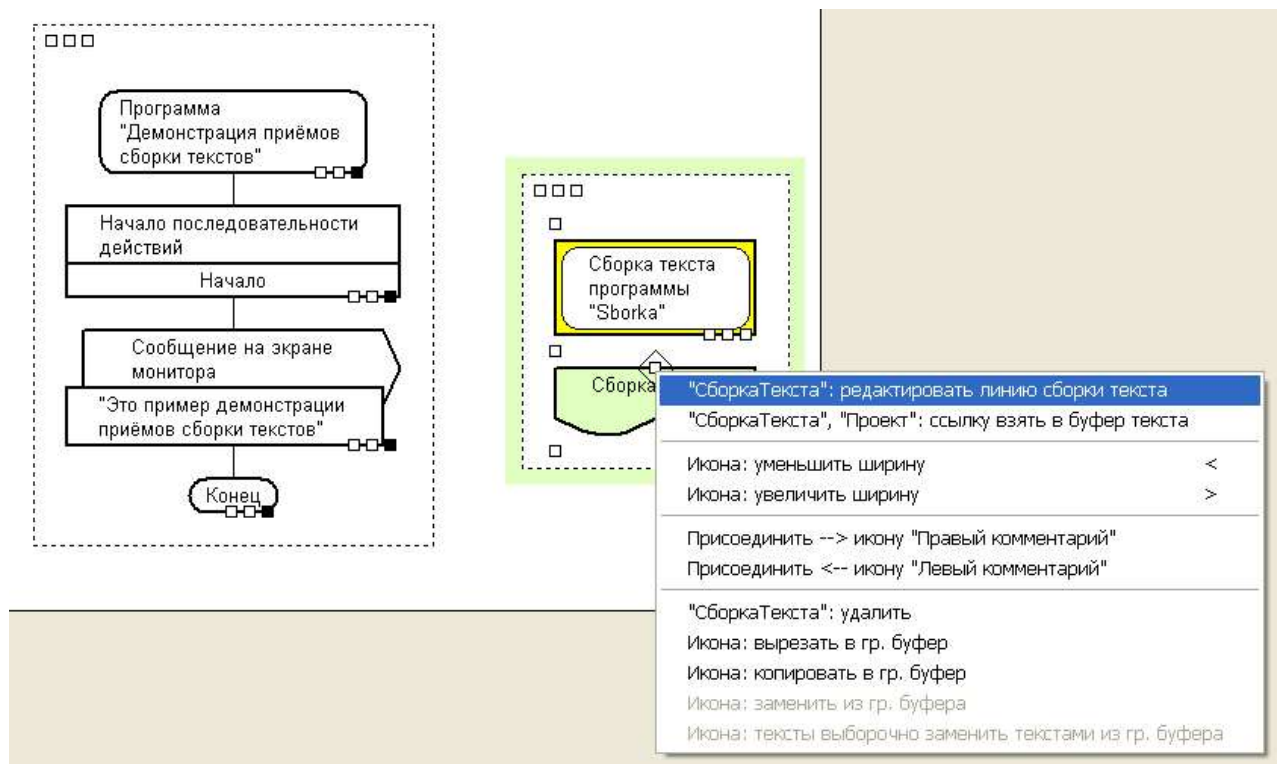 Программа
"Демонстрация приёмов
сборки текстов"
Начало последовательности
действий
Начало
Сообщение на экране
монитора
"Это пример демонстрации
приёмов сборки текстов"
Конец
Сборка текста
программы
"Sborka"
Сборка
"СборкаТекста": редактировать линию сборки текста
"СборкаТекста", "Проект": ссылку взять в буфер текста
Икона: уменьшить ширину <
Икона: увеличить ширину >
Присоединить --> икону "Правый комментарий"
Присоединить <-- икону "Левый комментарий"
"СборкаТекста": удалить
Икона: вырезать в гр. буфер
Икона: копировать в гр. буфер
Икона: заменить из гр. буфера
Икона: тексты выборочно заменить текстами из гр. буфера